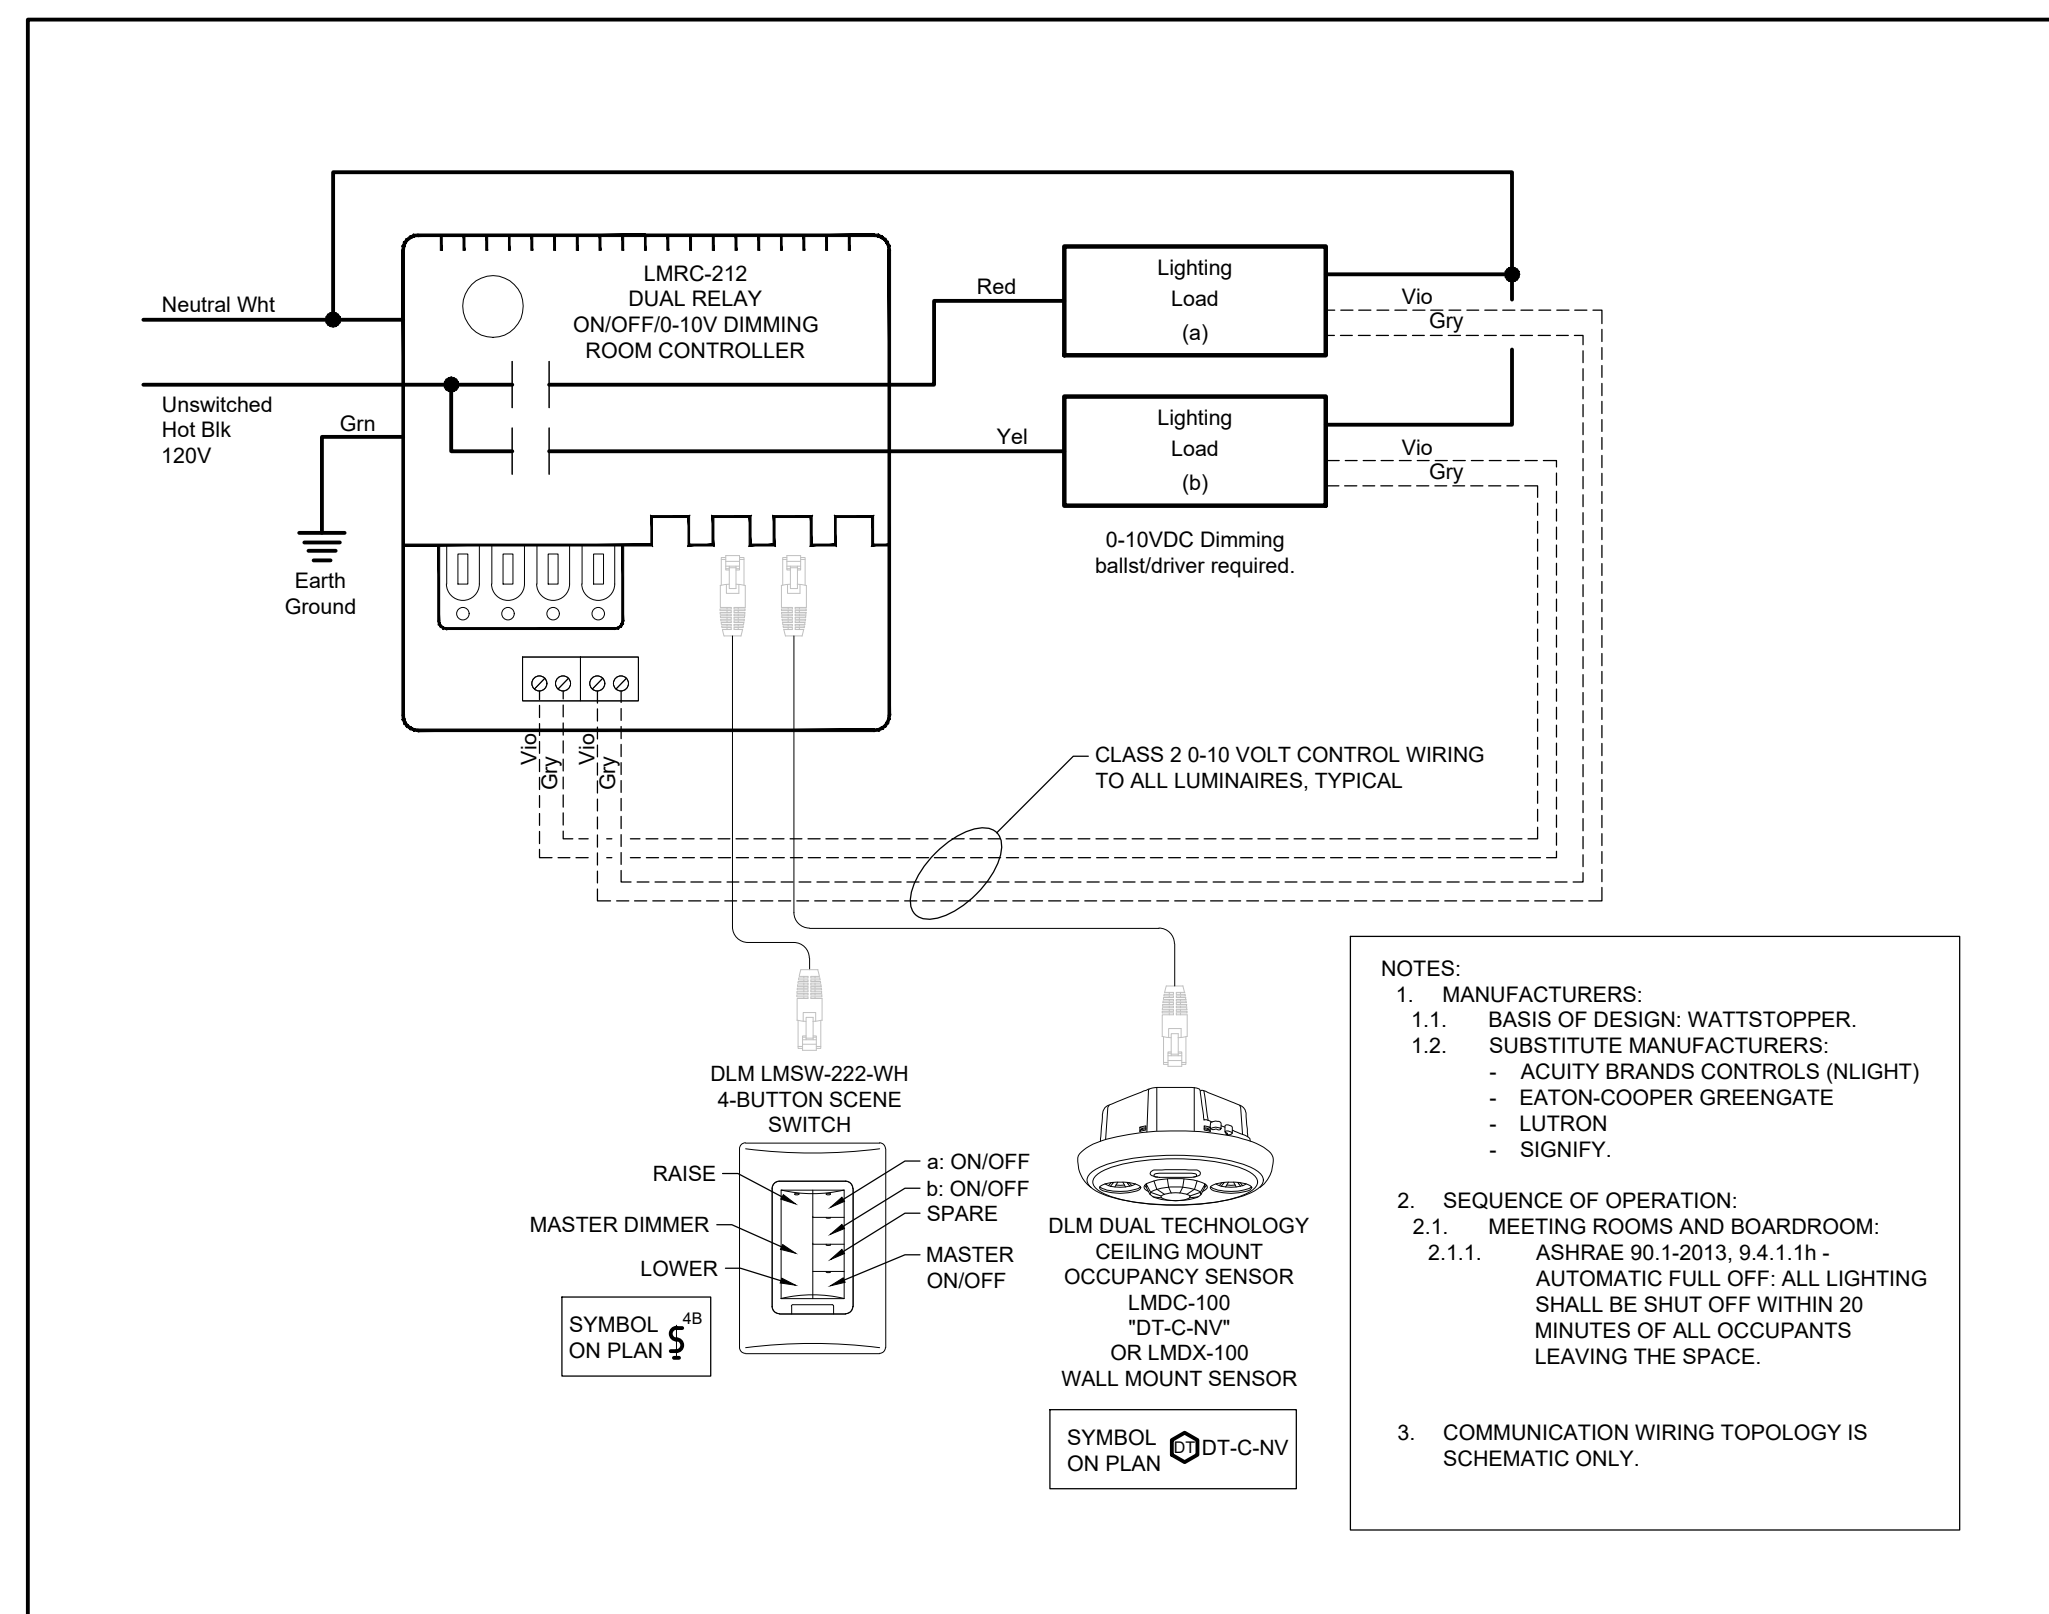 LMRC-212
DUAL RELAY
ON/OFF/0-10V DIMMING
ROOM CONTROLLER
Neutral Wht
Unswitched
Hot Blk
120V
Grn
Earth
Ground
Red
Yel
Lighting
Load
(a)
Vio
Gry
Lighting
Load
(b)
Vio
Gry
0-10VDC Dimming
ballst/driver required.
Vio
Gry
Vio
Gry
CLASS 2 0-10 VOLT CONTROL WIRING
TO ALL LUMINAIRES, TYPICAL
DLM LMSW-222-WH
4-BUTTON SCENE
SWITCH
RAISE
MASTER DIMMER
LOWER
a: ON/OFF
b: ON/OFF
SPARE
MASTER
ON/OFF
SYMBOL
ON PLAN $ 4B
DLM DUAL TECHNOLOGY
CEILING MOUNT
OCCUPANCY SENSOR
LMDC-100
"DT-C-NV"
OR LMDX-100
WALL MOUNT SENSOR
SYMBOL
ON PLAN DT DT-C-NV
NOTES:
1. MANUFACTURERS:
1.1. BASIS OF DESIGN: WATTSTOPPER.
1.2. SUBSTITUTE MANUFACTURERS:
- ACUITY BRANDS CONTROLS (NLIGHT)
- EATON-COOPER GREENGATE
- LUTRON
- SIGNIFY.
2. SEQUENCE OF OPERATION:
2.1. MEETING ROOMS AND BOARDROOM:
2.1.1. ASHRAE 90.1-2013, 9.4.1.1h -
AUTOMATIC FULL OFF: ALL LIGHTING
SHALL BE SHUT OFF WITHIN 20
MINUTES OF ALL OCCUPANTS
LEAVING THE SPACE.
3. COMMUNICATION WIRING TOPOLOGY IS
SCHEMATIC ONLY.